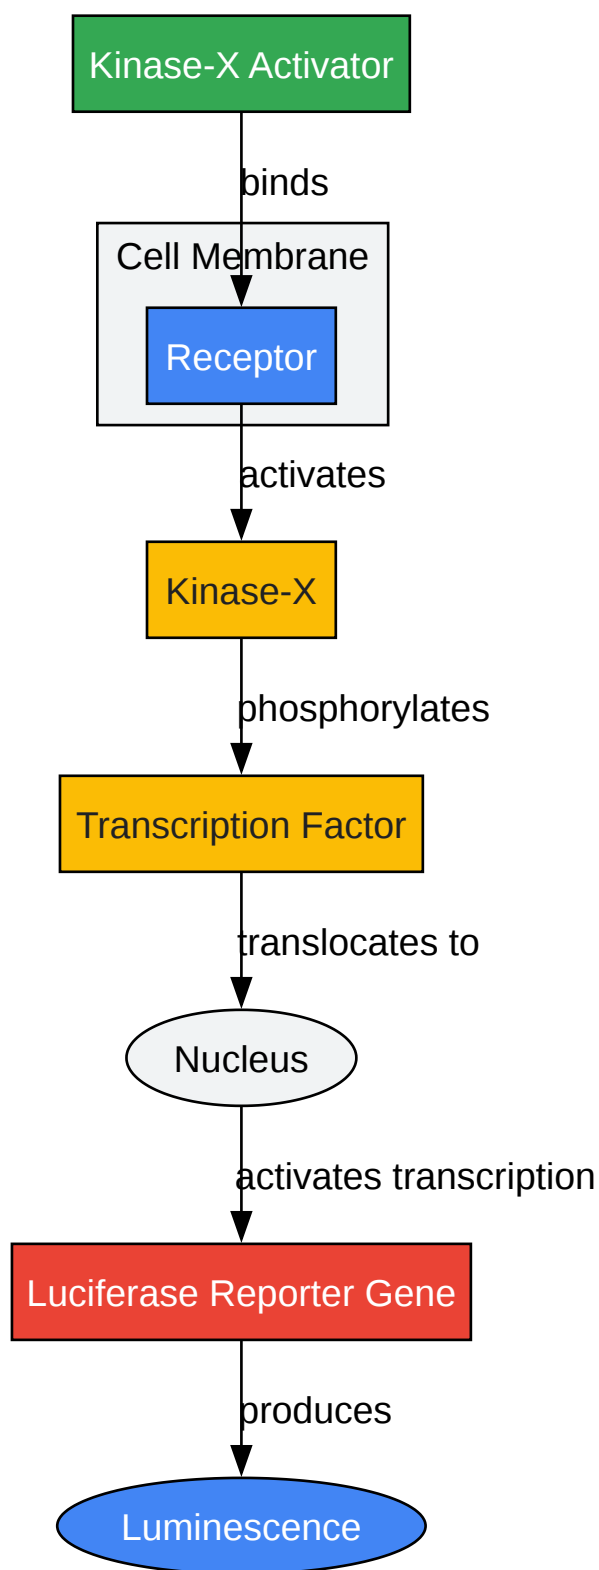 Kinase-X Activator
binds
Cell Membrane
Receptor
activates
Kinase-X
phosphorylates
Transcription Factor
translocates to
Nucleus
activates transcription
Luciferase Reporter Gene
produces
Luminescence